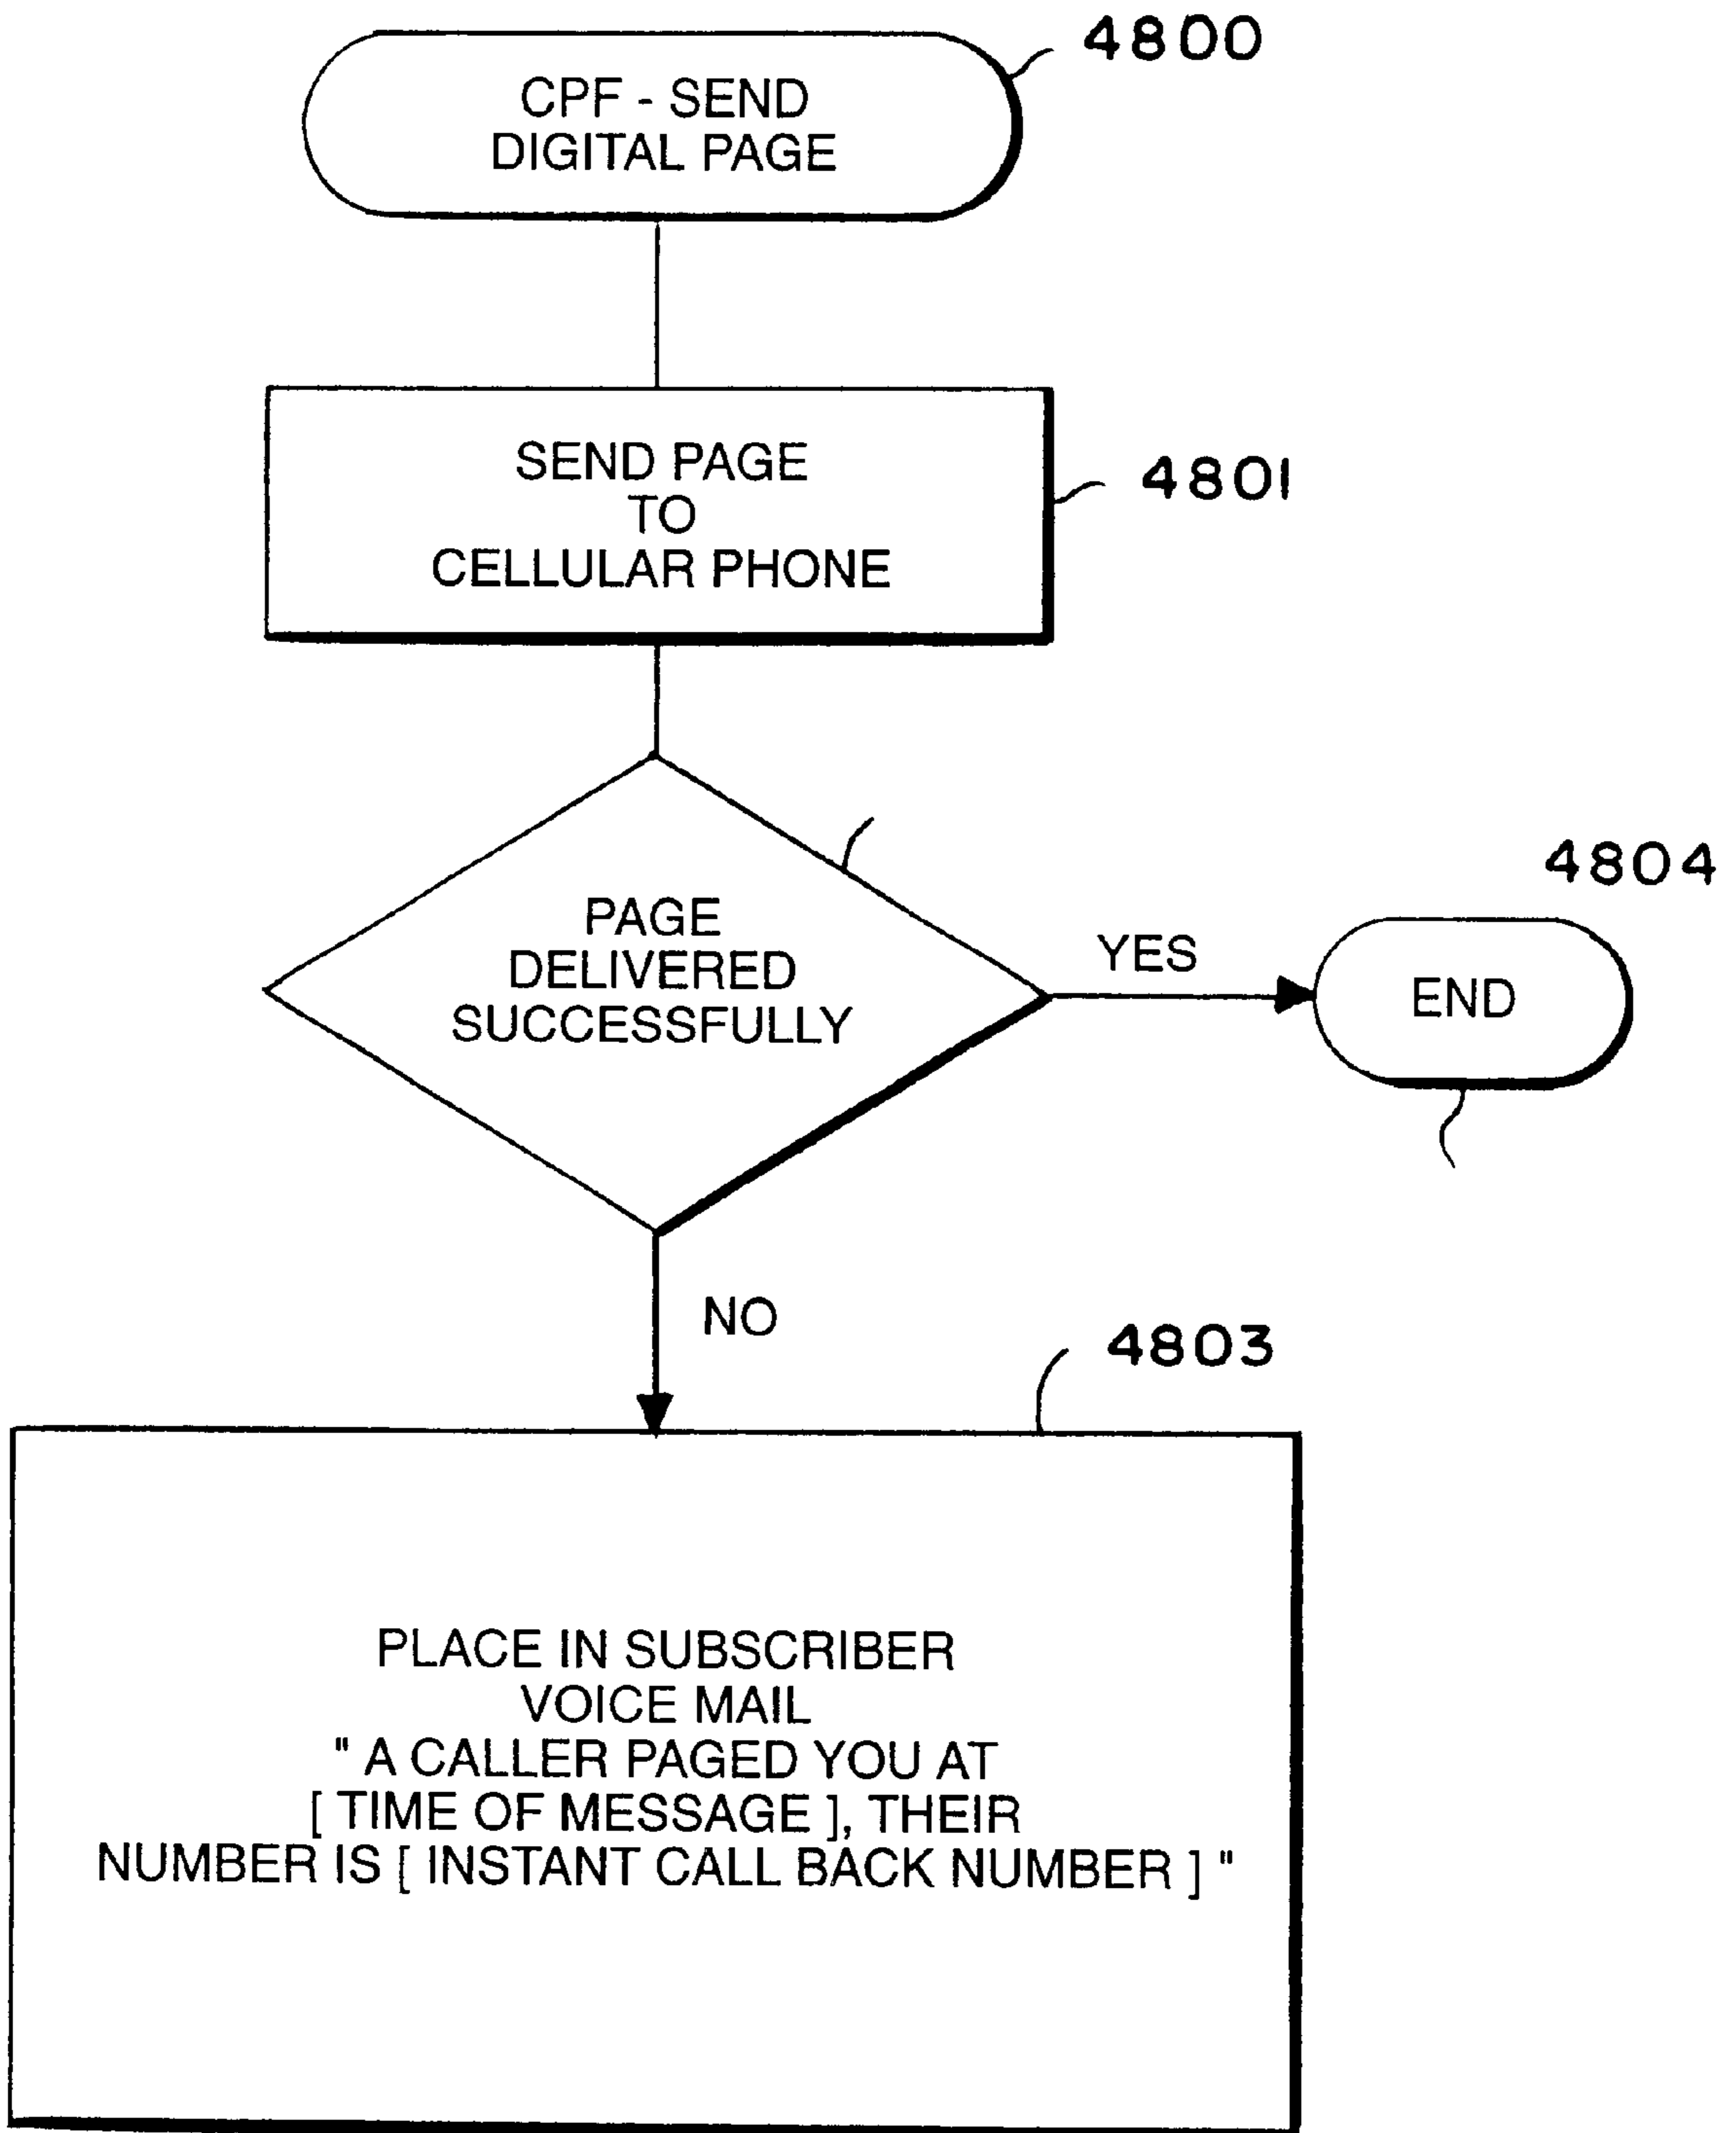 4800
CPF - SEND
DIGITAL PAGE
SEND PAGE
TO
CELLULAR PHONE
4801
PAGE
DELIVERED
SUCCESSFULLY
YES
4804
END
NO
4803
PLACE IN SUBSCRIBER
VOICE MAIL
" A CALLER PAGED YOU AT
[ TIME OF MESSAGE ], THEIR
NUMBER IS [ INSTANT CALL BACK NUMBER ] "